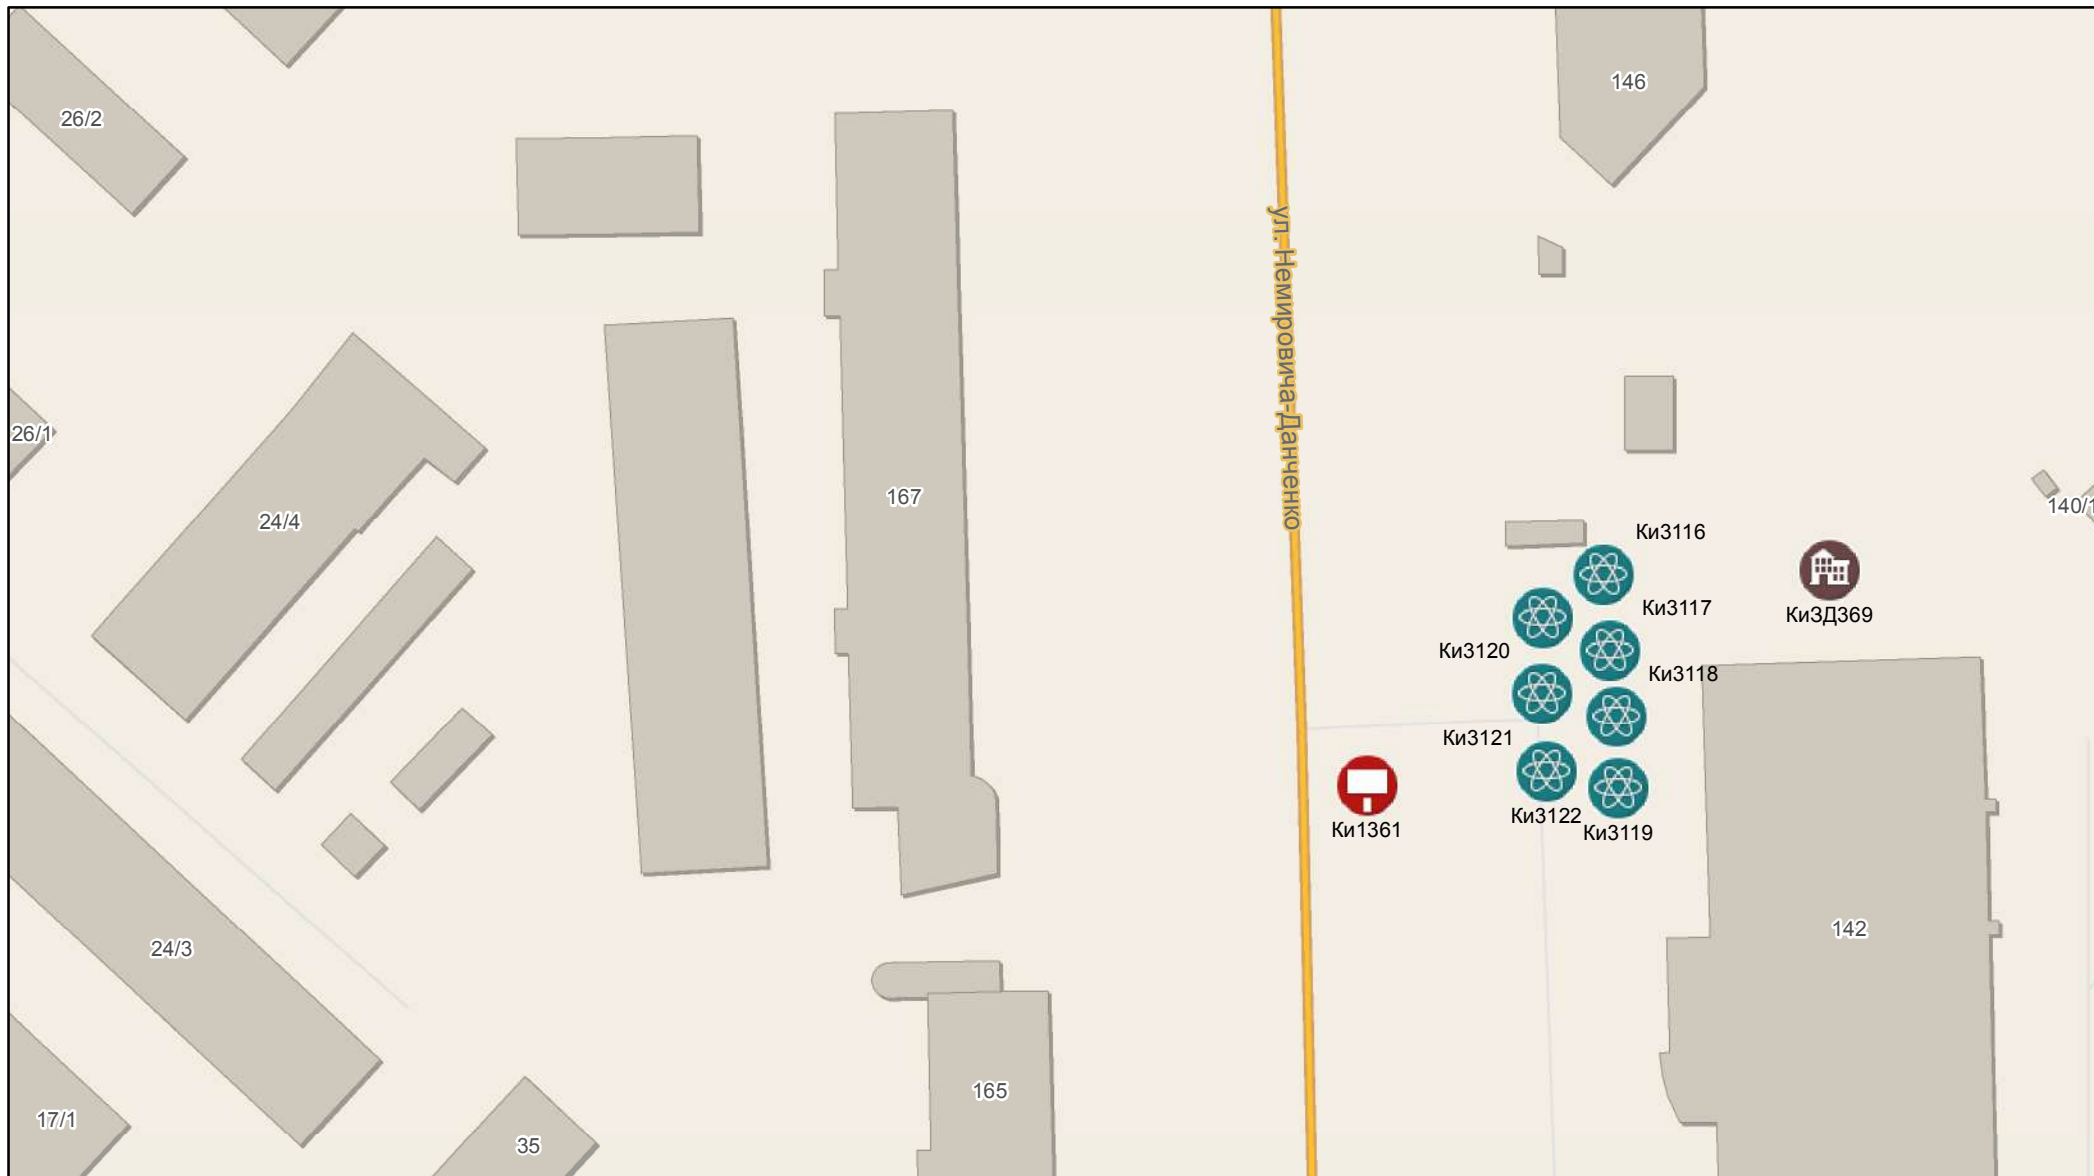 146
26/2
ул. Немировича-Данченко
26/1
167
140/1
24/4
Ки3116
Ки3117
КиЗД369
Ки3120
Ки3118
Ки3121
Ки3122
Ки1361
Ки3119
142
24/3
165
17/1
35